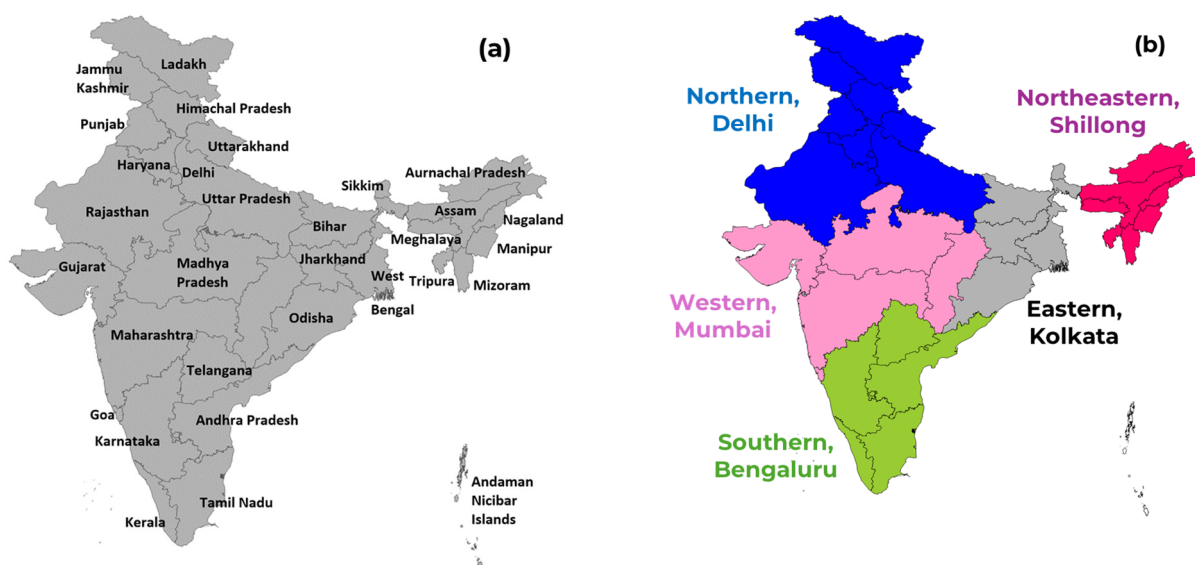 (a)
Ladakh
Jammu
Kashmir
Himachal Pradesh
Punjab
Uttarakhand
Haryana
Delhi
Aurnachal Pradesh
Sikkim
Uttar Pradesh
Rajasthan
Assam
Nagaland
Bihar
Meghalaya
Manipur
Gujarat
Jharkhand
Madhya
Pradesh
West
Bengal
Tripura
Mizoram
Odisha
Maharashtra
Telangana
Goa
Andhra Pradesh
Karnataka
Andaman
Nicibar
Islands
Tamil Nadu
Kerala
(b)
Northern,
Delhi
Northeastern,
Shillong
Western,
Mumbai
Eastern,
Kolkata
Southern,
Bengaluru